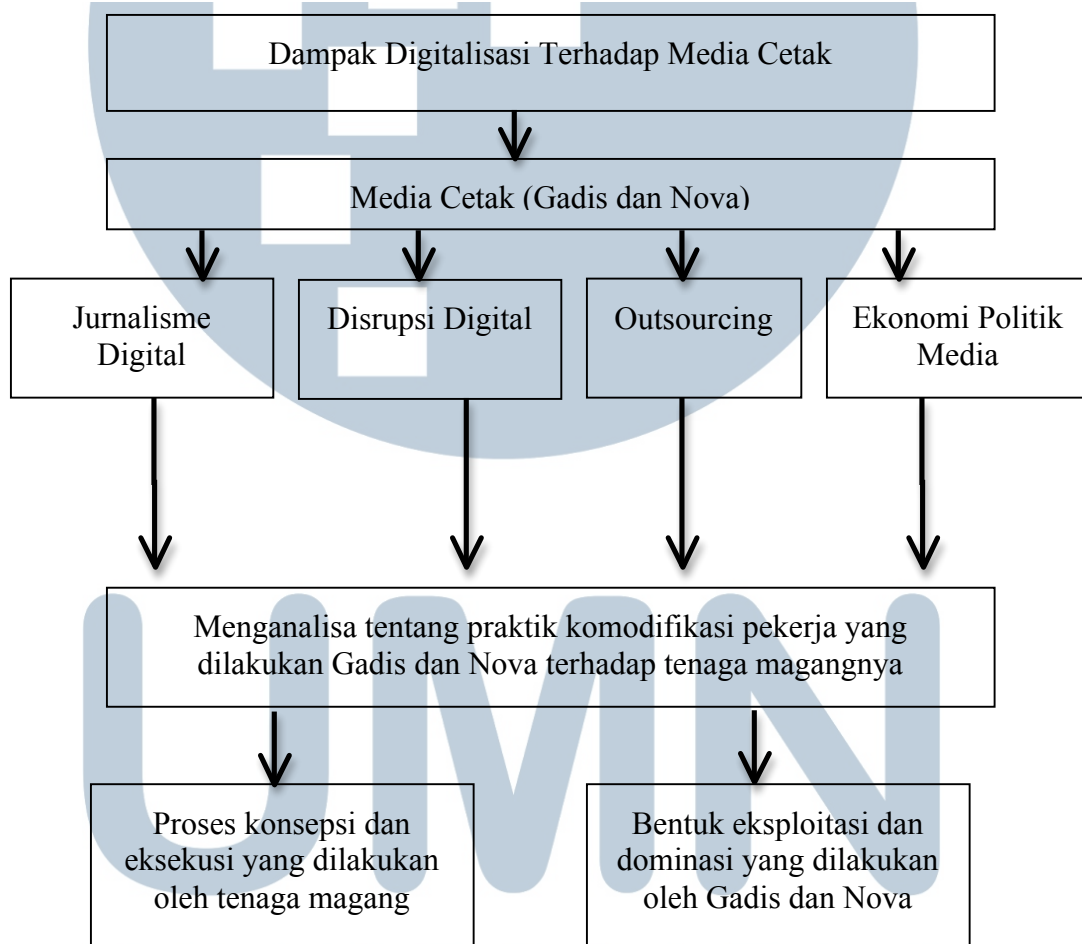 Dampak Digitalisasi Terhadap Media Cetak
Media Cetak (Gadis dan Nova)
Jurnalisme
Digital
Disrupsi Digital
Outsourcing
Ekonomi Politik
Media
Menganalisa tentang praktik komodifikasi pekerja yang
dilakukan Gadis dan Nova terhadap tenaga magangnya
Proses konsepsi dan
eksekusi yang dilakukan
oleh tenaga magang
Bentuk eksploitasi dan
dominasi yang dilakukan
oleh Gadis dan Nova
UMN